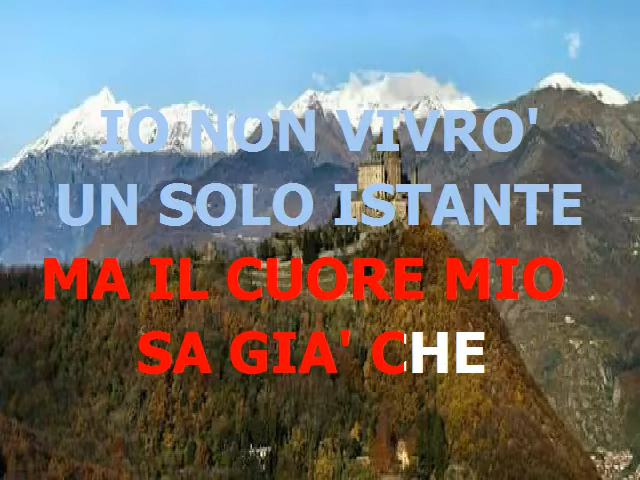 IO NON VIVRO'
UN SOLO ISTANTE
MA IL CUORE MIO
SA GIA' CHE